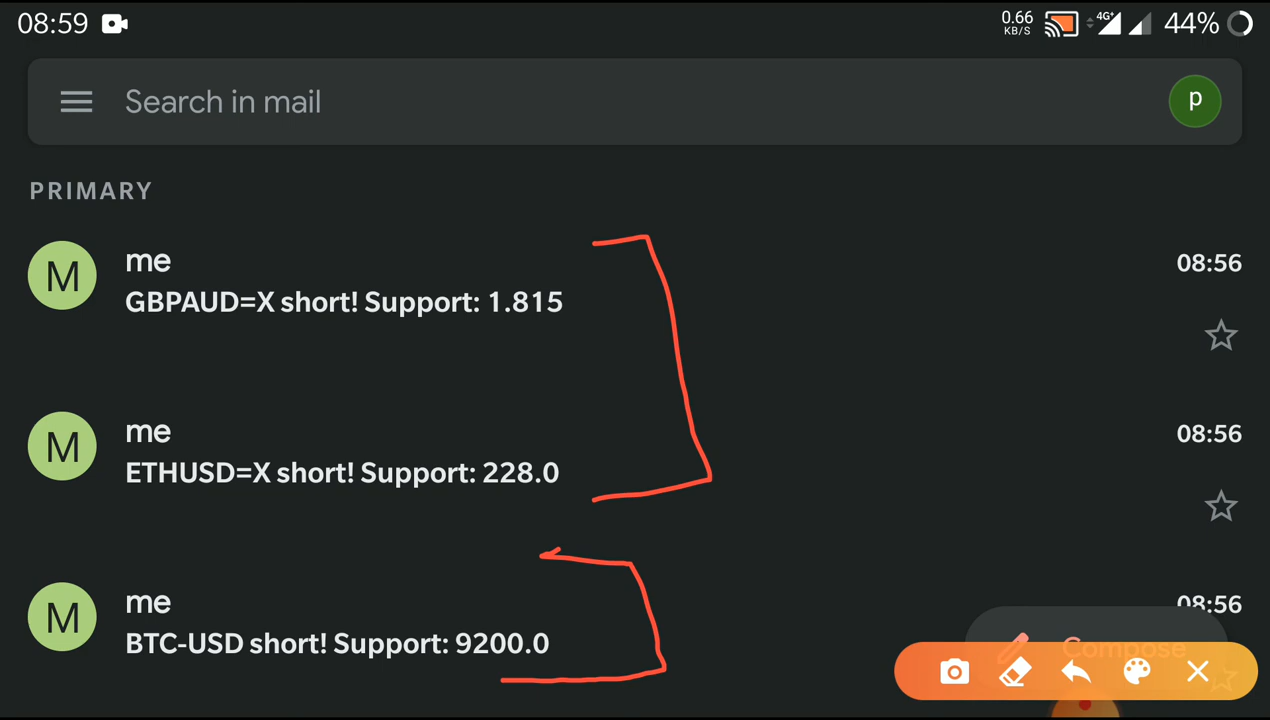 08:59
0.66
KB/S
4G+
44%
Search in mail
p
PRIMARY
M
me
08:56
GBPAUD=X short! Support: 1.815
M
me
08:56
ETHUSD=X short! Support: 228.0
M
me
08:56
BTC-USD short! Support: 9200.0
Compose